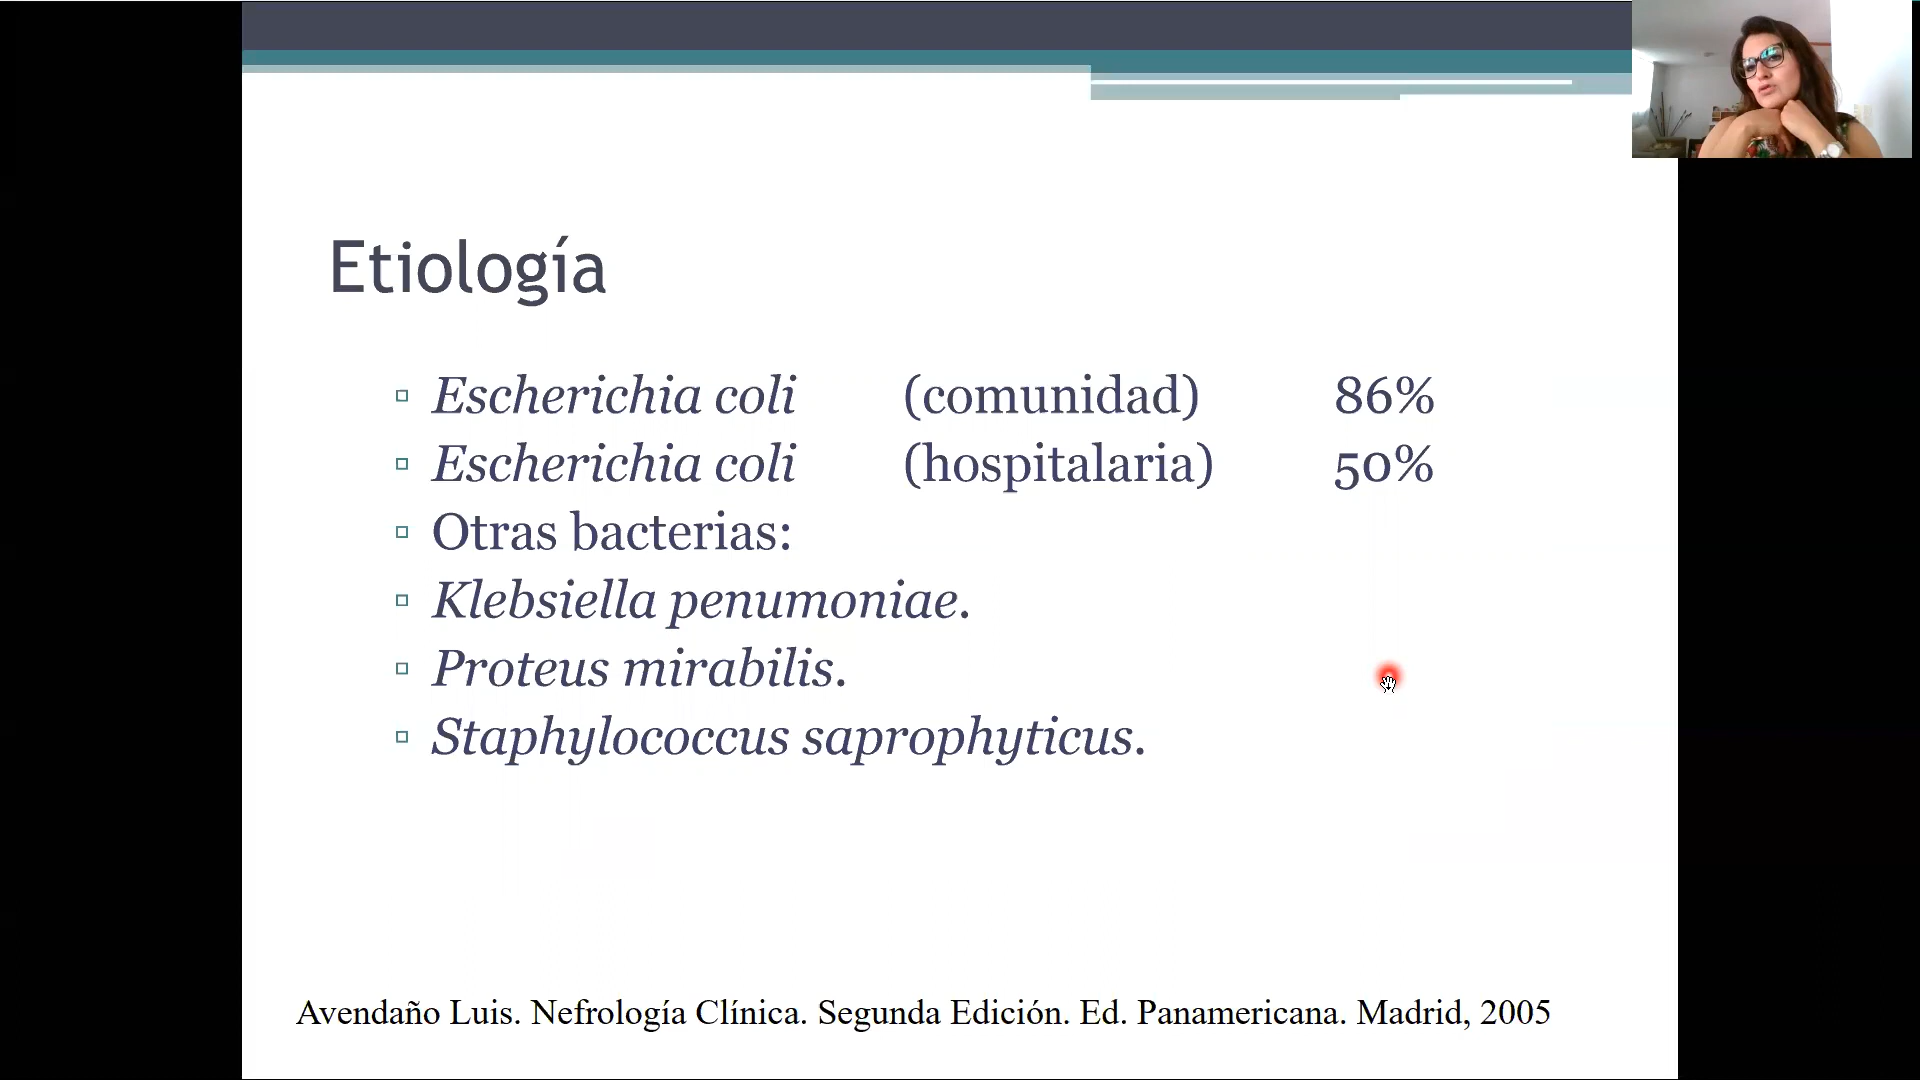 Etiología
Escherichia coli (comunidad) 86%
Escherichia coli (hospitalaria) 50%
Otras bacterias:
Klebsiella penumoniae.
Proteus mirabilis.
Staphylococcus saprophyticus.
Avendaño Luis. Nefrología Clínica. Segunda Edición. Ed. Panamericana. Madrid, 2005